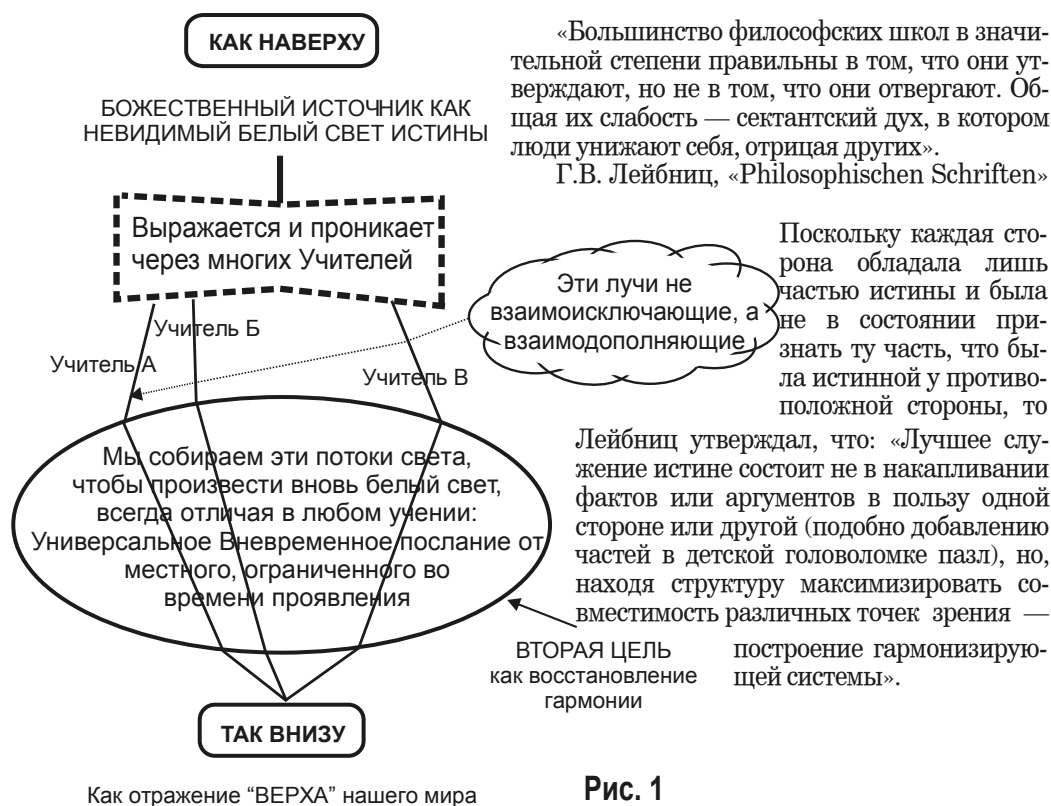 КАК НАВЕРХУ
БОЖЕСТВЕННЫЙ ИСТОЧНИК КАК
НЕВИДИМЫЙ БЕЛЫЙ СВЕТ ИСТИНЫ
Выражается и проникает
через многих Учителей
Учитель Б
Учитель А
Учитель В
Эти лучи не
взаимоисключающие, а
взаимодополняющие
Мы собираем эти потоки света,
чтобы произвести вновь белый свет,
всегда отличая в любом учении:
Универсальное Вневременное послание от
местного, ограниченного во
времени проявления
ВТОРАЯ ЦЕЛЬ
как восстановление
гармонии
ТАК ВНИЗУ
Как отражение “ВЕРХА” нашего мира
«Большинство философских школ в значи-
тельной степени правильны в том, что они ут-
верждают, но не в том, что они отвергают. Об-
щая их слабость — сектантский дух, в котором
люди унижают себя, отрицая других».
Г.В. Лейбниц, «Philosophischen Schriften»
Поскольку каждая сто-
рона обладала лишь
частью истины и была
не в состоянии при-
знать ту часть, что бы-
ла истинной у противо-
положной стороны, то
Лейбниц утверждал, что: «Лучшее слу-
жение истине состоит не в накапливании
фактов или аргументов в пользу одной
стороне или другой (подобно добавлению
частей в детской головоломке пазл), но,
находя структуру максимизировать со-
вместимость различных точек зрения —
построение гармонизирую-
щей системы».
Рис. 1